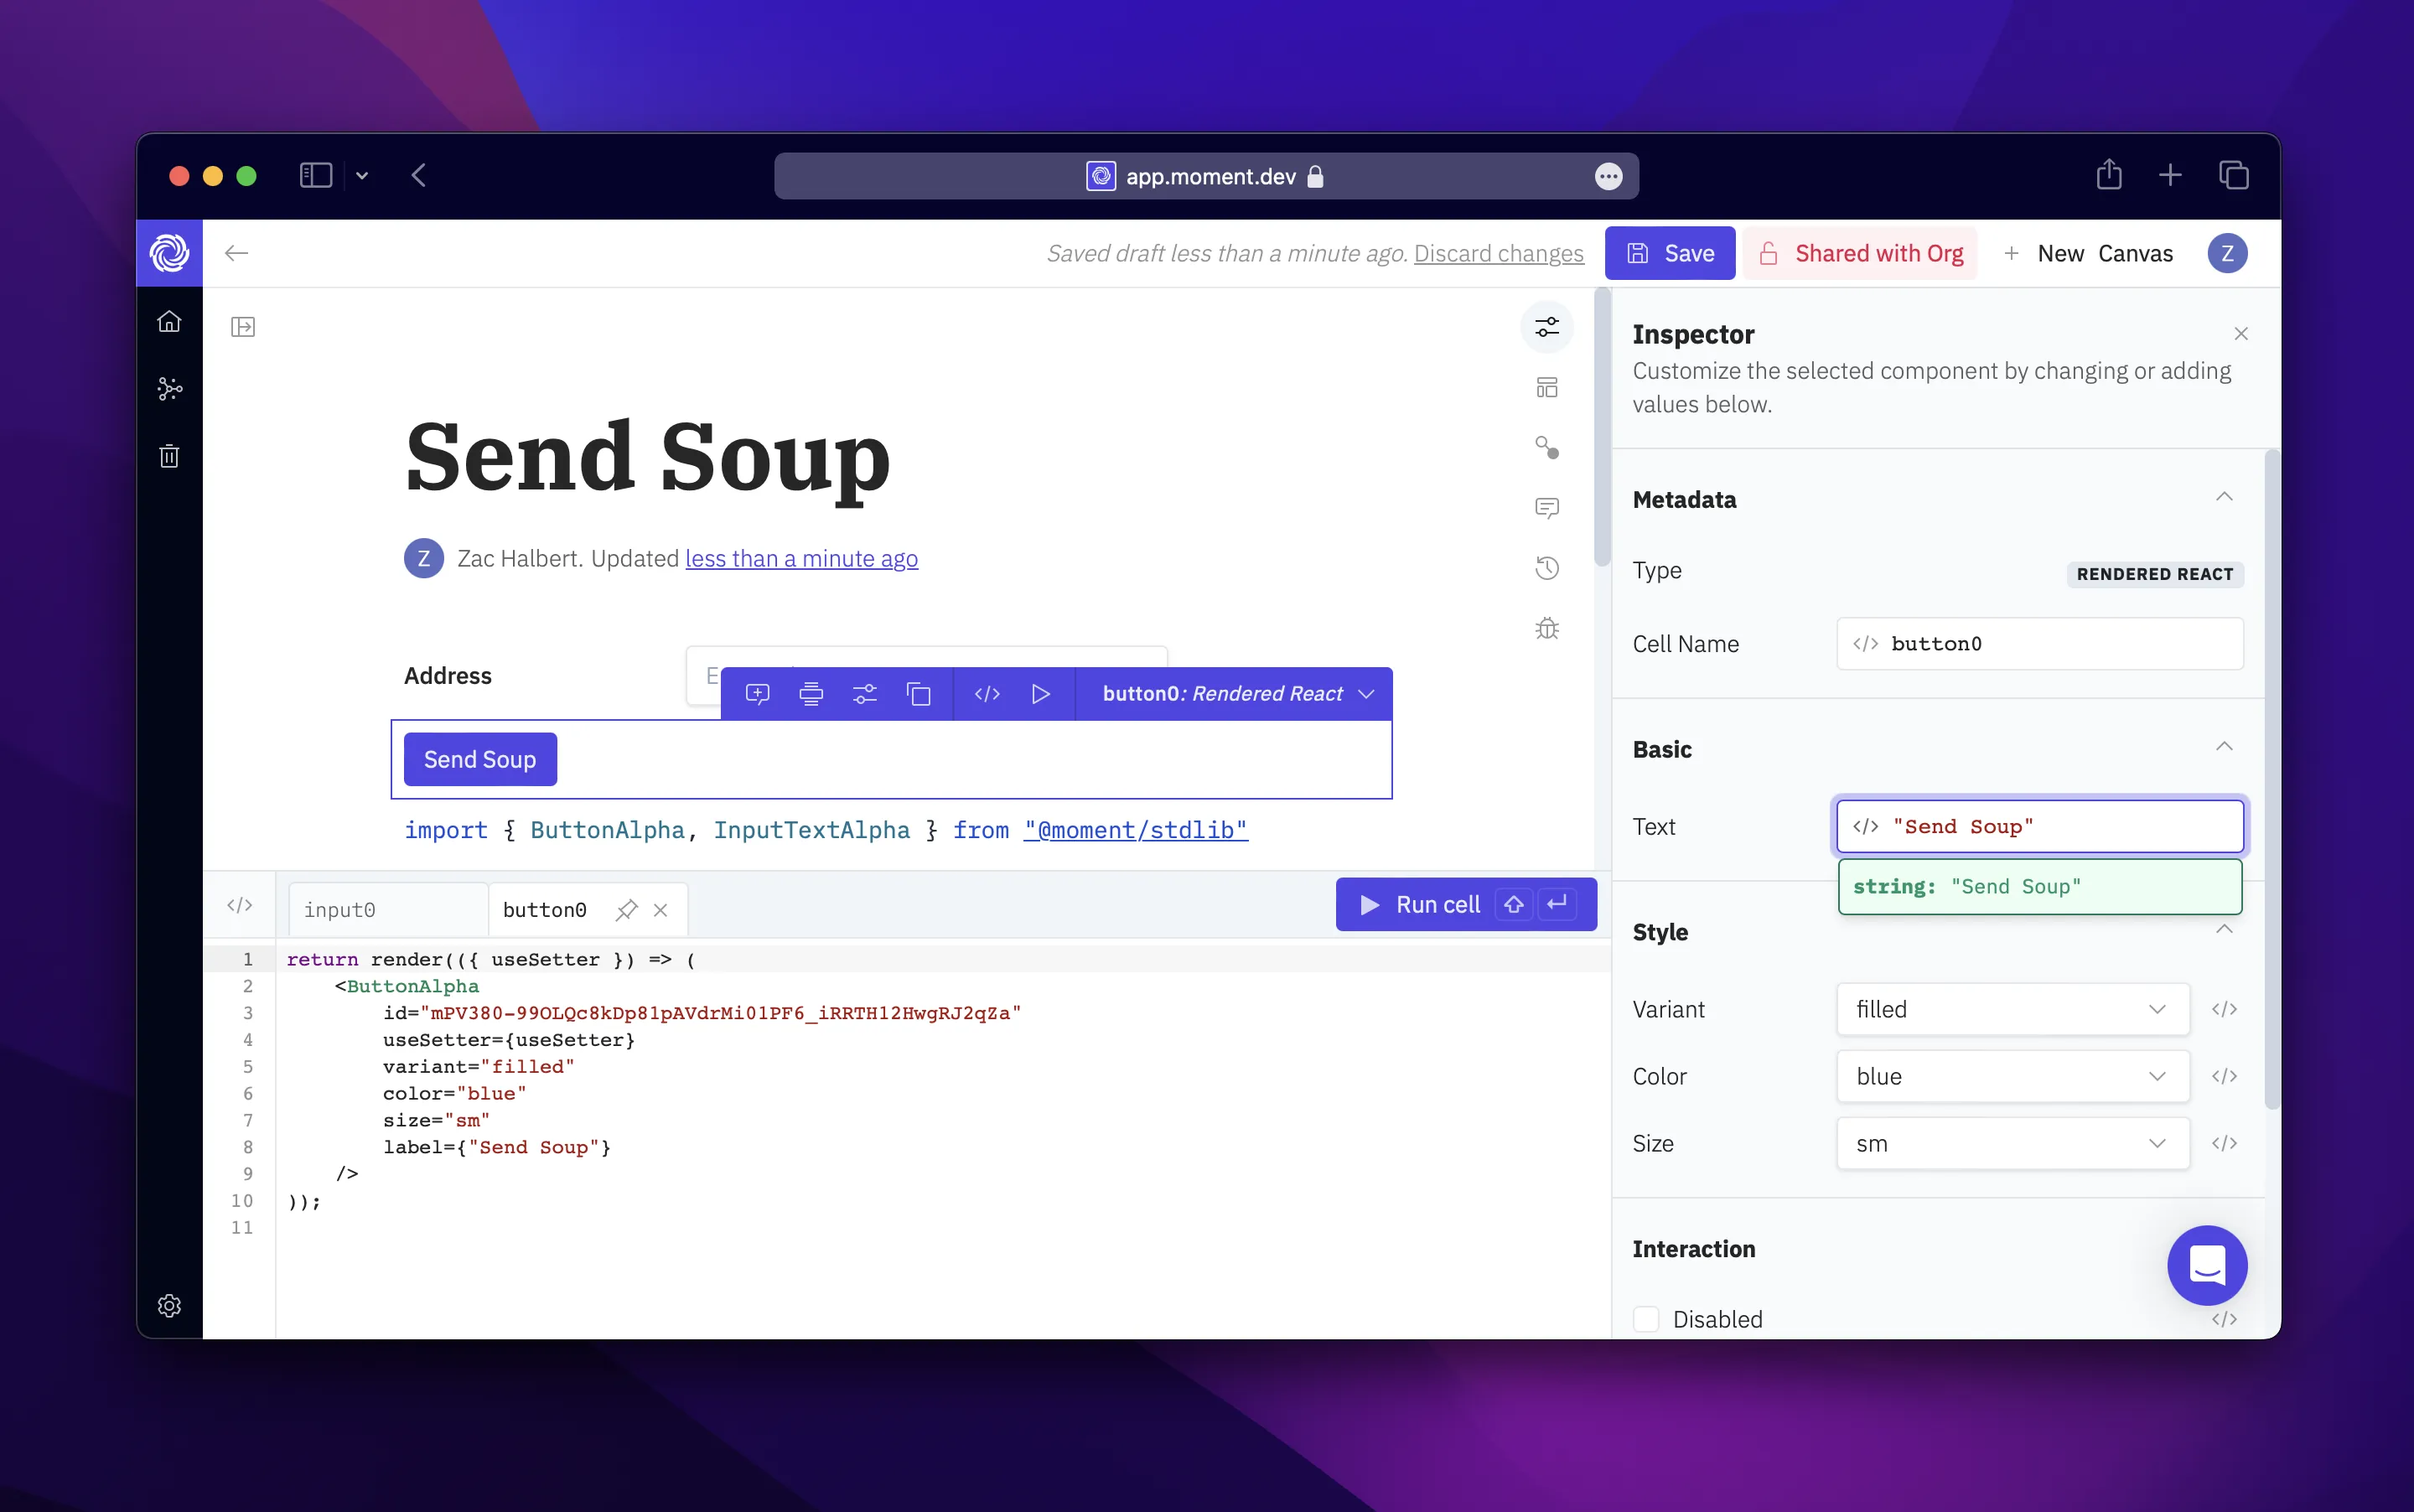 app.moment.dev
Saved draft less than a minute ago. Discard changes
Save
Shared with Org
+ New Canvas
Z
Send Soup
Z
Zac Halbert. Updated less than a minute ago
Address
button0: Rendered React
Send Soup
import { ButtonAlpha, InputTextAlpha } from "@moment/stdlib"
</>
input0
button0
Run cell
1 return render(({ useSetter }) => (
2 <ButtonAlpha
3 id="mPV380-99OLQc8kDp81pAVdrMi01PF6_iRRTH12HwgRJ2qZa"
4 useSetter={useSetter}
5 variant="filled"
6 color="blue"
7 size="sm"
8 label={"Send Soup"}
9 />
10 ));
11
Inspector
Customize the selected component by changing or adding
values below.
Metadata
Type
RENDERED REACT
Cell Name
</> button0
Basic
Text
</> "Send Soup"
string: "Send Soup"
Style
Variant
filled
</>
Color
blue
</>
Size
sm
</>
Interaction
Disabled
</>